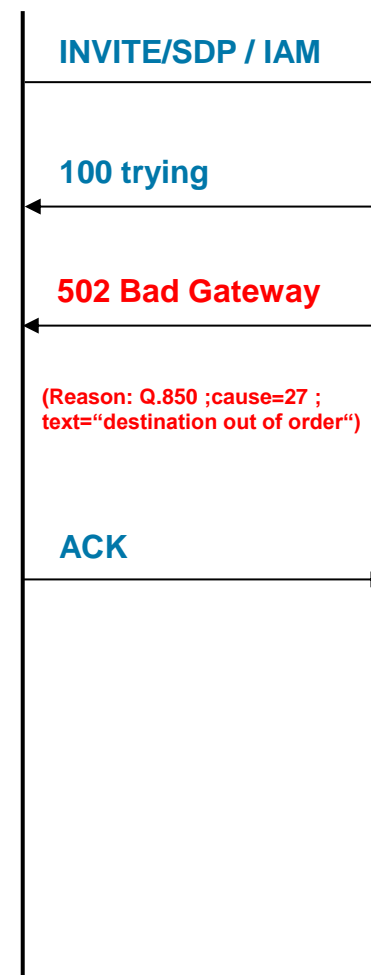 INVITE/SDP / IAM
100 trying
502 Bad Gateway
(Reason: Q.850 ;cause=27 ;
text=“destination out of order“)
ACK